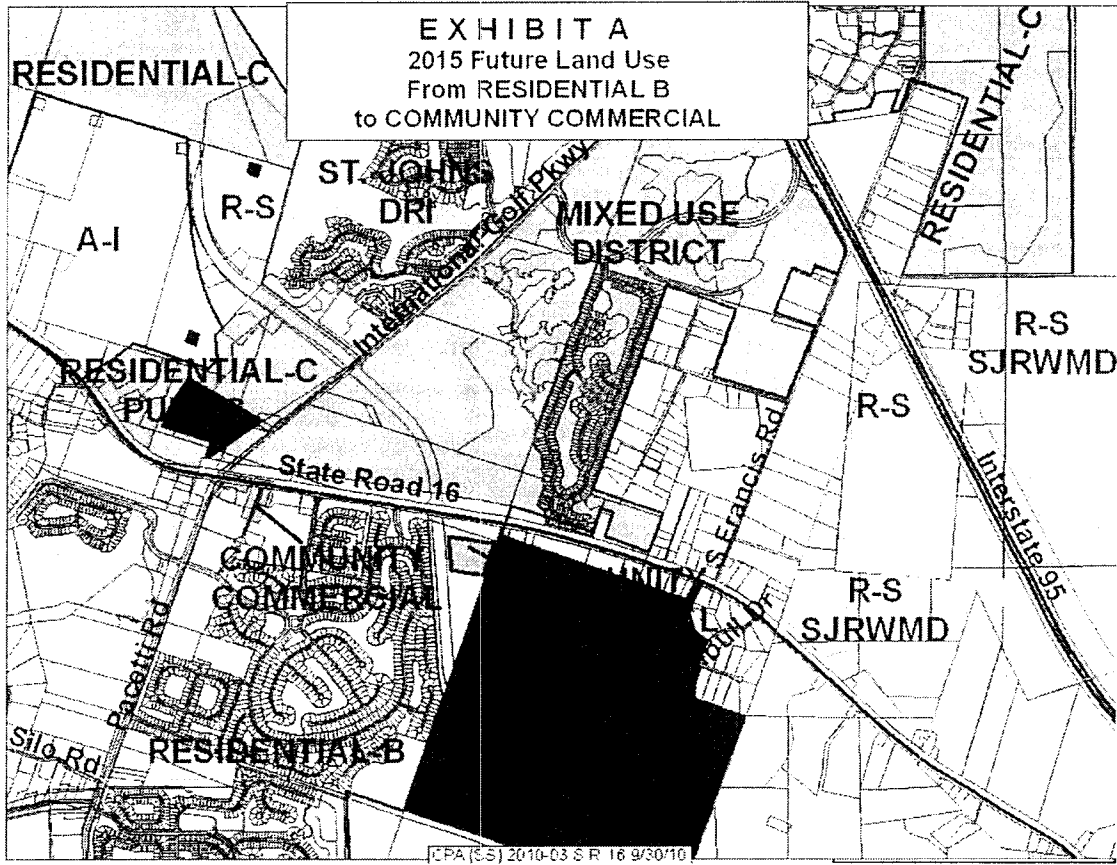 EXHIBIT A
2015 Future Land Use
From RESIDENTIAL B
to COMMUNITY COMMERCIAL
RESIDENTIAL-C
RESIDENTIAL-C
ST. JOHNS
DRI
International Golf Pkwy
MIXED USE
DISTRICT
R-S
A-I
R-S
SJRWMD
R-S
RESIDENTIAL-C
State Road 16
S Francis Rd
Interstate 95
COMMUNITY
COMMERCIAL
R-S
SJRWMD
Pacetti Rd
Silo Rd
RESIDENTIAL-B
CPA(SS) 2010-03 S R 16 9/30/10